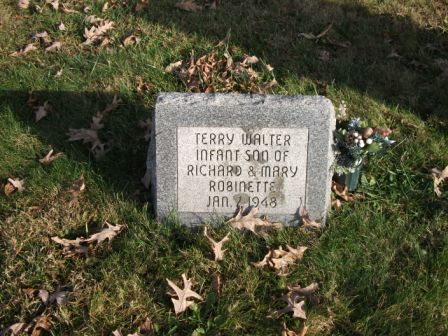 TERRY WALTER
INFANT SON OF
RICHARD & MARY
ROBINETTE
JAN. 7, 1948